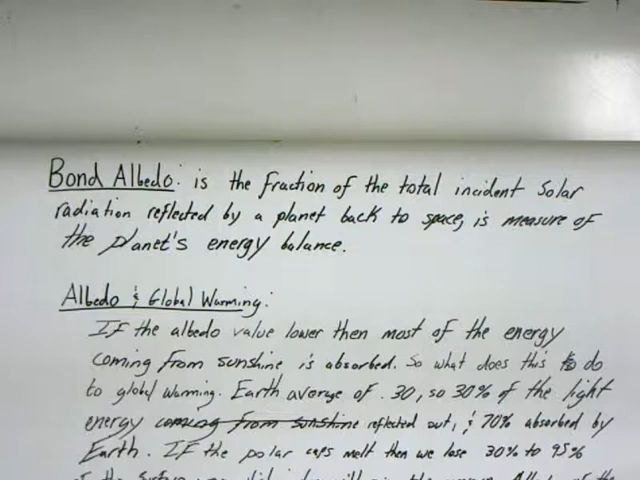 Bond Albedo: is the fraction of the total incident solar
radiation reflected by a planet back to space, is measure of
the planet's energy balance.
Albedo & Global Warming:
If the albedo value lower then most of the energy
coming from sunshine is absorbed. So what does this to do
to global warming. Earth average of .30, so 30% of the light
energy coming from sunshine reflected out, & 70% absorbed by
Earth. If the polar caps melt then we lose 30% to 95%
of the